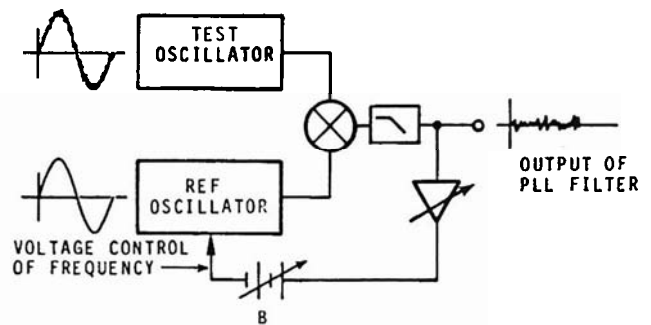 TEST
OSCILLATOR
REF
OSCILLATOR
OUTPUT OF
PLL FILTER
VOLTAGE CONTROL
OF FREQUENCY
B